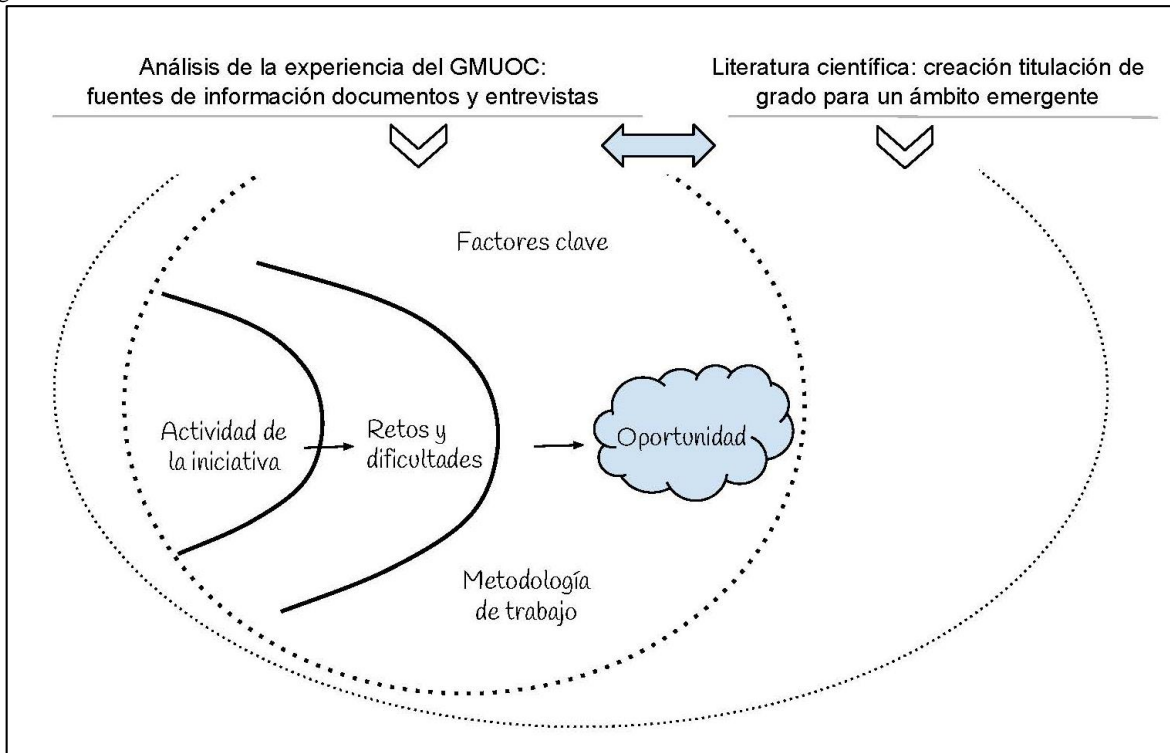 Análisis de la experiencia del GMUOC:
fuentes de información documentos y entrevistas
Literatura científica: creación titulación de
grado para un ámbito emergente
Factores clave
Actividad de
la iniciativa
Retos y
dificultades
Oportunidad
Metodología
de trabajo